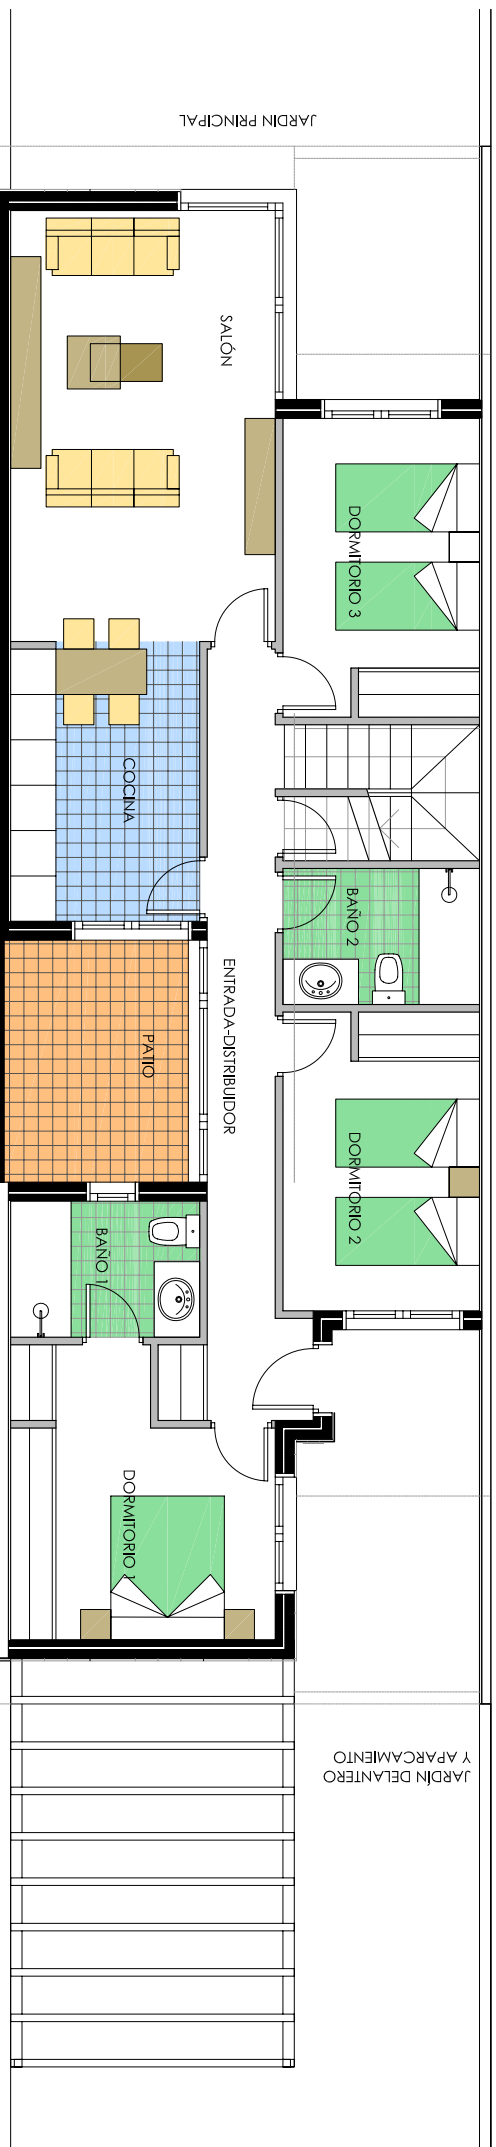 JARDIN PRINCIPAL
SALÓN
DORMITORIO 3
COCINA
BAÑO 2
ENTRADA-DISTRIBUIDOR
PATIO
DORMITORIO 2
BAÑO 1
DORMITORIO 1
JARDÍN DELANTERO
Y APARCAMIENTO